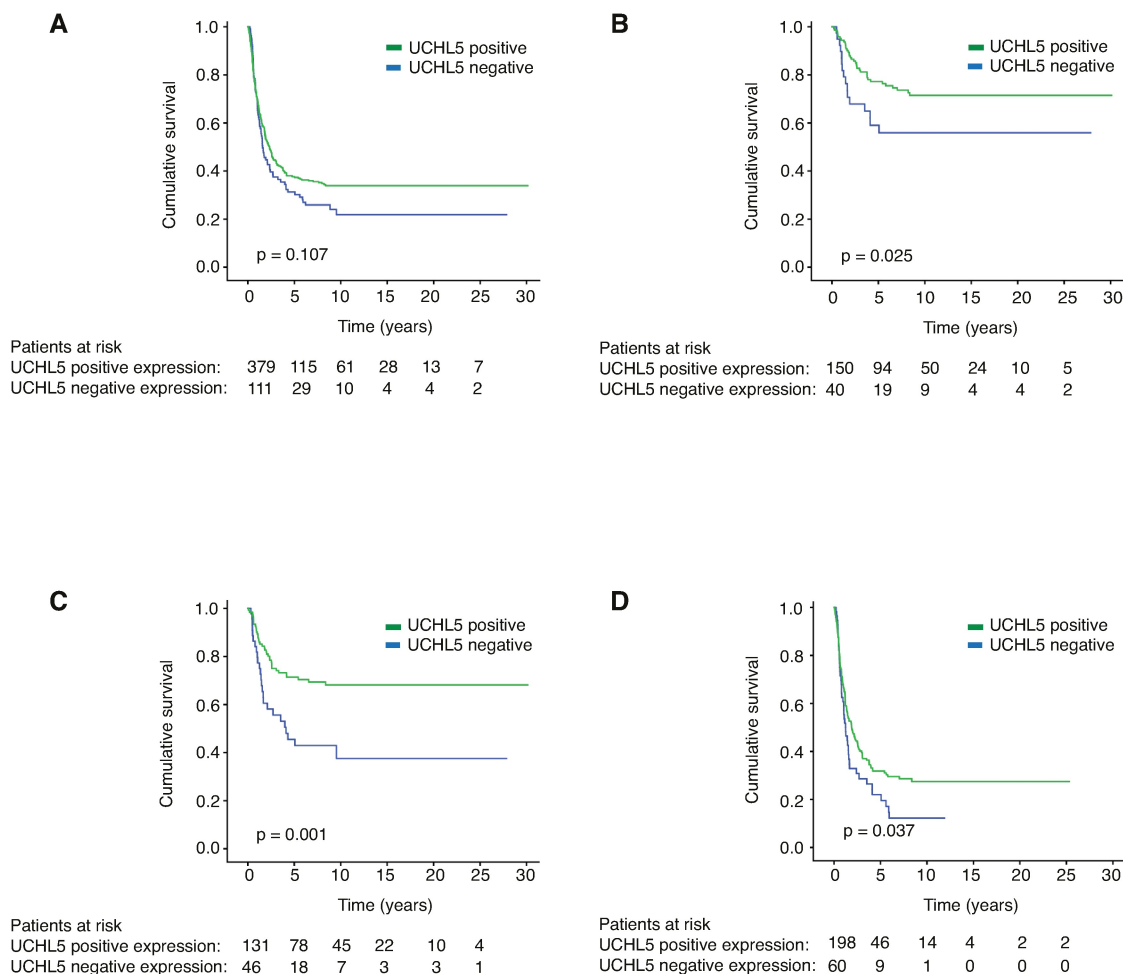 A
1.0
0.8
0.6
0.4
0.2
0.0
Cumulative survival
UCHL5 positive
UCHL5 negative
p = 0.107
0 5 10 15 20 25 30
Time (years)
Patients at risk
UCHL5 positive expression: 379 115 61 28 13 7
UCHL5 negative expression: 111 29 10 4 4 2
B
1.0
0.8
0.6
0.4
0.2
0.0
Cumulative survival
UCHL5 positive
UCHL5 negative
p = 0.025
0 5 10 15 20 25 30
Time (years)
Patients at risk
UCHL5 positive expression: 150 94 50 24 10 5
UCHL5 negative expression: 40 19 9 4 4 2
C
1.0
0.8
0.6
0.4
0.2
0.0
Cumulative survival
UCHL5 positive
UCHL5 negative
p = 0.001
0 5 10 15 20 25 30
Time (years)
Patients at risk
UCHL5 positive expression: 131 78 45 22 10 4
UCHL5 negative expression: 46 18 7 3 3 1
D
1.0
0.8
0.6
0.4
0.2
0.0
Cumulative survival
UCHL5 positive
UCHL5 negative
p = 0.037
0 5 10 15 20 25 30
Time (years)
Patients at risk
UCHL5 positive expression: 198 46 14 4 2 2
UCHL5 negative expression: 60 9 1 0 0 0